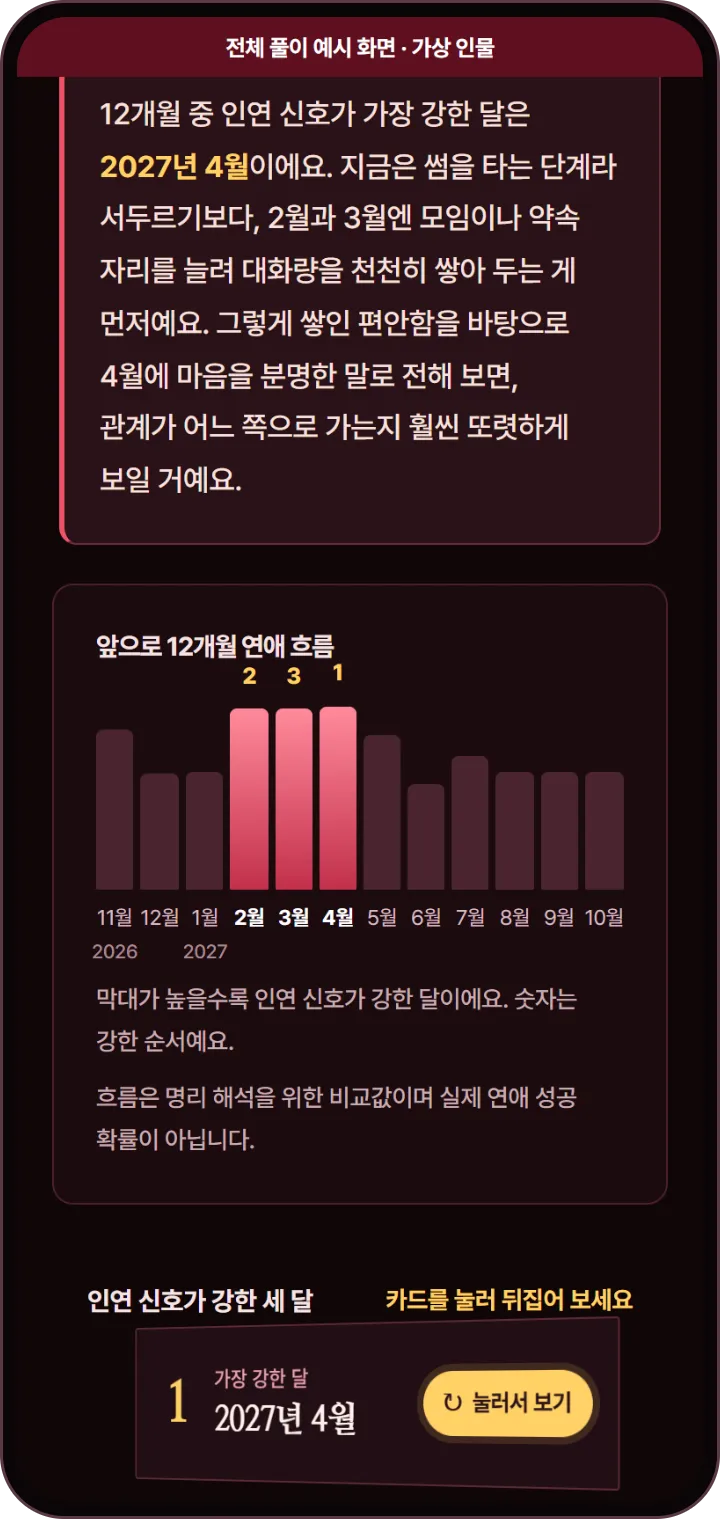 전체 풀이 예시 화면 · 가상 인물
12개월 중 인연 신호가 가장 강한 달은
2027년 4월이에요. 지금은 썸을 타는 단계라
서두르기보다, 2월과 3월엔 모임이나 약속
자리를 늘려 대화량을 천천히 쌓아 두는 게
먼저예요. 그렇게 쌓인 편안함을 바탕으로
4월에 마음을 분명한 말로 전해 보면,
관계가 어느 쪽으로 가는지 훨씬 또렷하게
보일 거예요.
앞으로 12개월 연애 흐름
2 3 1
11월 12월 1월 2월 3월 4월 5월 6월 7월 8월 9월 10월
2026 2027
막대가 높을수록 인연 신호가 강한 달이에요. 숫자는
강한 순서예요.
흐름은 명리 해석을 위한 비교값이며 실제 연애 성공
확률이 아닙니다.
인연 신호가 강한 세 달 카드를 눌러 뒤집어 보세요
1 가장 강한 달
2027년 4월
↻ 눌러서 보기